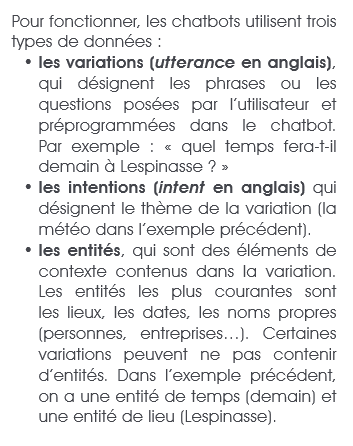 Pour fonctionner, les chatbots utilisent trois
types de données :
• les variations (utterance en anglais),
qui désignent les phrases ou les
questions posées par l'utilisateur et
préprogrammées dans le chatbot.
Par exemple : « quel temps fera-t-il
demain à Lespinasse ? »
• les intentions (intent en anglais) qui
désignent le thème de la variation (la
météo dans l'exemple précédent).
• les entités, qui sont des éléments de
contexte contenus dans la variation.
Les entités les plus courantes sont
les lieux, les dates, les noms propres
(personnes, entreprises…). Certaines
variations peuvent ne pas contenir
d'entités. Dans l'exemple précédent,
on a une entité de temps (demain) et
une entité de lieu (Lespinasse).